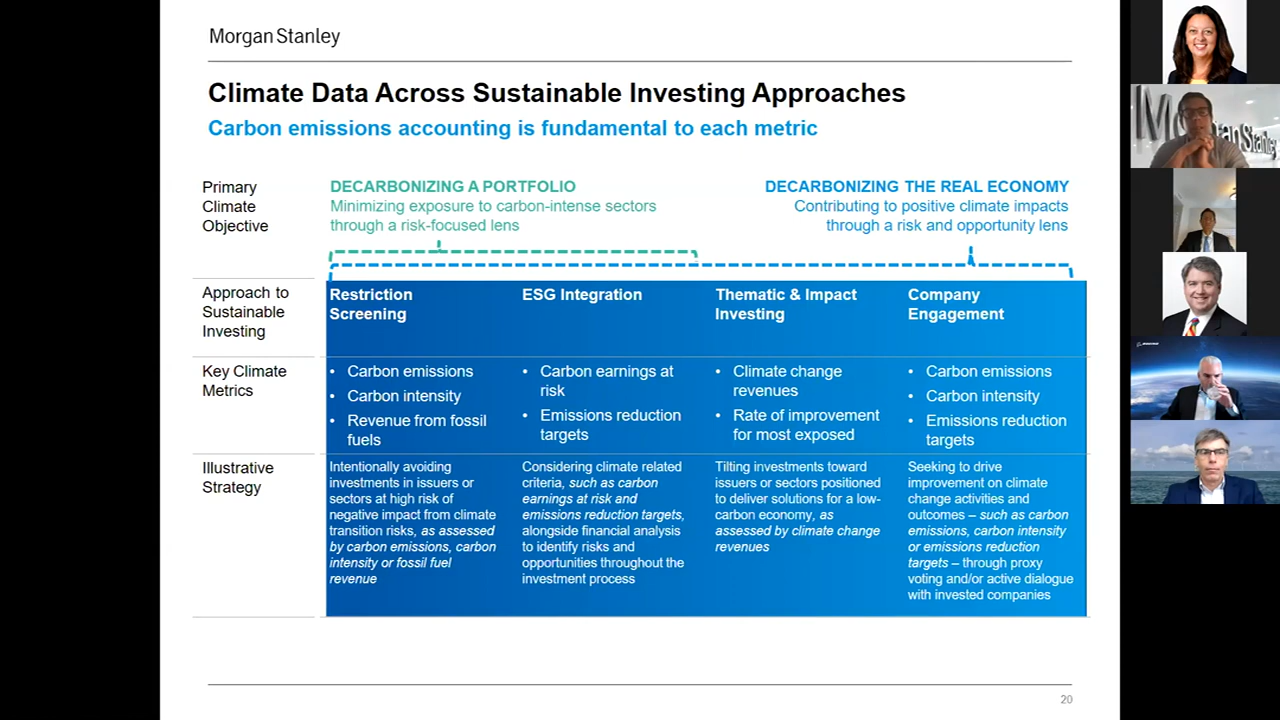 Morgan Stanley
Climate Data Across Sustainable Investing Approaches
Carbon emissions accounting is fundamental to each metric
Primary
Climate
Objective
DECARBONIZING A PORTFOLIO
Minimizing exposure to carbon-intense sectors
through a risk-focused lens
DECARBONIZING THE REAL ECONOMY
Contributing to positive climate impacts
through a risk and opportunity lens
Approach to
Sustainable
Investing
Restriction
Screening
ESG Integration
Thematic & Impact
Investing
Company
Engagement
Key Climate
Metrics
• Carbon emissions
• Carbon intensity
• Revenue from fossil
fuels
• Carbon earnings at
risk
• Emissions reduction
targets
• Climate change
revenues
• Rate of improvement
for most exposed
• Carbon emissions
• Carbon intensity
• Emissions reduction
targets
Illustrative
Strategy
Intentionally avoiding
investments in issuers or
sectors at high risk of
negative impact from climate
transition risks, as assessed
by carbon emissions, carbon
intensity or fossil fuel
revenue
Considering climate related
criteria, such as carbon
earnings at risk and
emissions reduction targets,
alongside financial analysis
to identify risks and
opportunities throughout the
investment process
Tilting investments toward
issuers or sectors positioned
to deliver solutions for a low-
carbon economy, as
assessed by climate change
revenues
Seeking to drive
improvement on climate
change activities and
outcomes – such as carbon
emissions, carbon intensity
or emissions reduction
targets – through proxy
voting and/or active dialogue
with invested companies
20